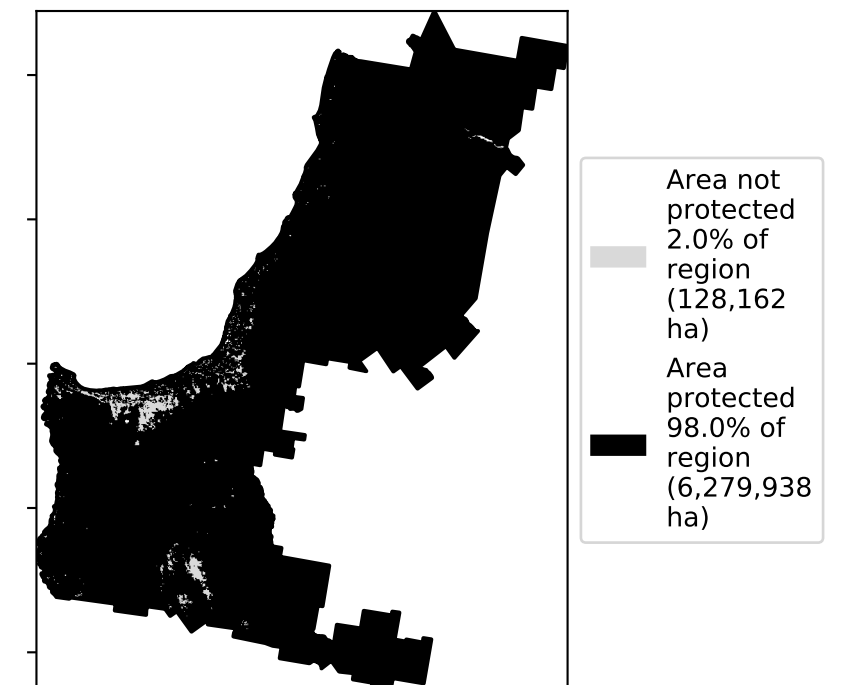 Area not
protected
2.0% of
region
(128,162
ha)
Area
protected
98.0% of
region
(6,279,938
ha)